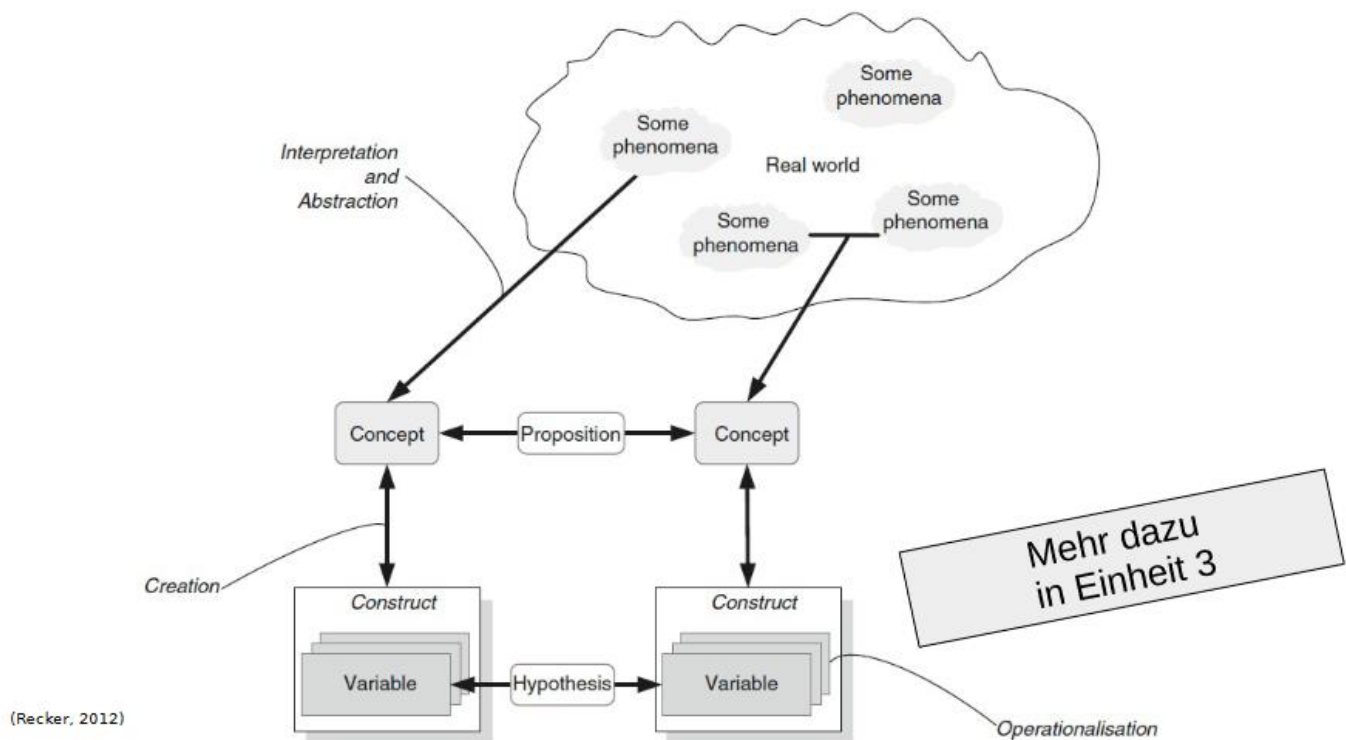 Some
phenomena
Some
phenomena
Interpretation
and
Abstraction
Real world
Some
phenomena
Some
phenomena
Concept
Proposition
Concept
Mehr dazu
in Einheit 3
Creation
Construct
Construct
Variable
Hypothesis
Variable
(Recker, 2012)
Operationalisation